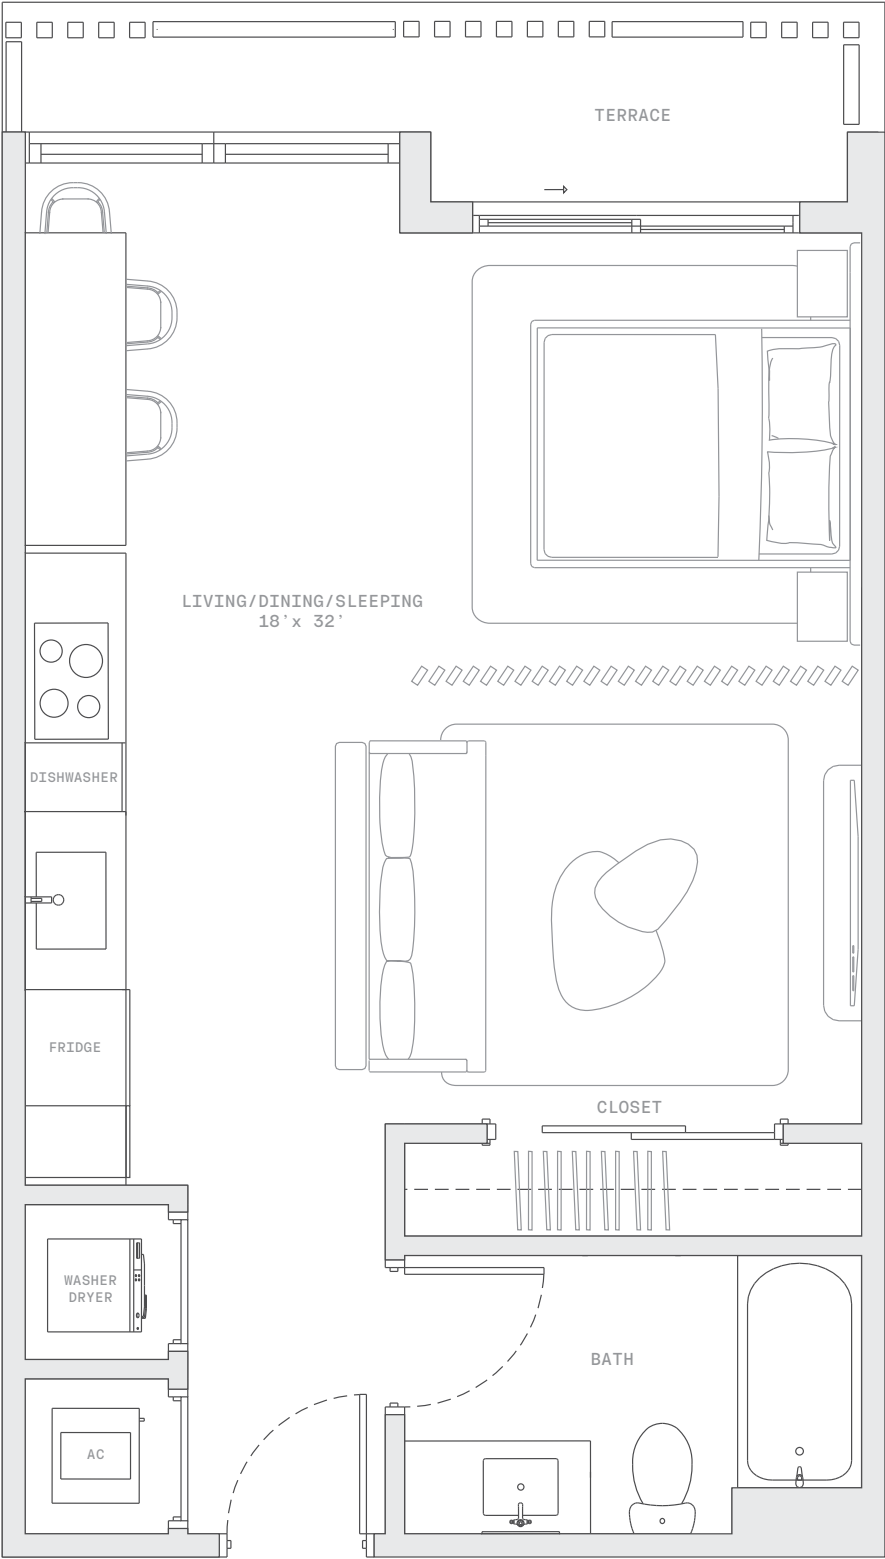 TERRACE
LIVING/DINING/SLEEPING
18'x 32'
DISHWASHER
FRIDGE
CLOSET
WASHER
DRYER
BATH
AC